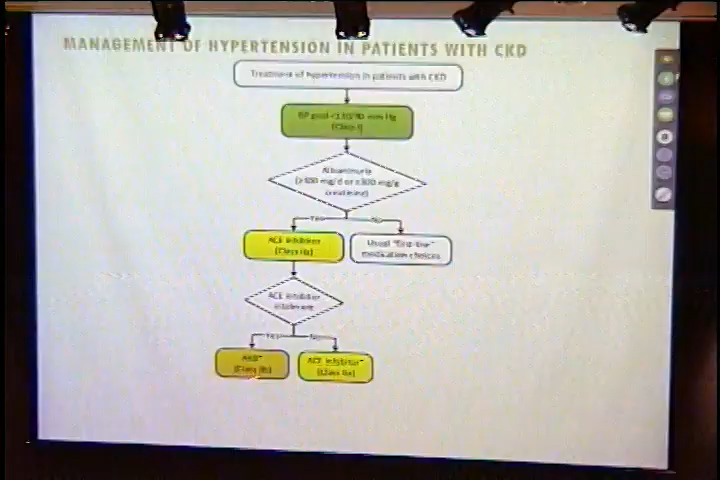 MANAGEMENT OF HYPERTENSION IN PATIENTS WITH CKD
Treatment of hypertension in patients with CKD
BP goal mm Hg
(Class I)
Albuminuria
(≥300 mg/d or ≥300 mg/g
creatinine)
Yes
No
ACE inhibitor
(Class IIa)
Usual "first-line"
medication choices
ACE inhibitor
intolerant
Yes
No
ARB*
(Class IIb)
ACE inhibitor*
(Class IIa)